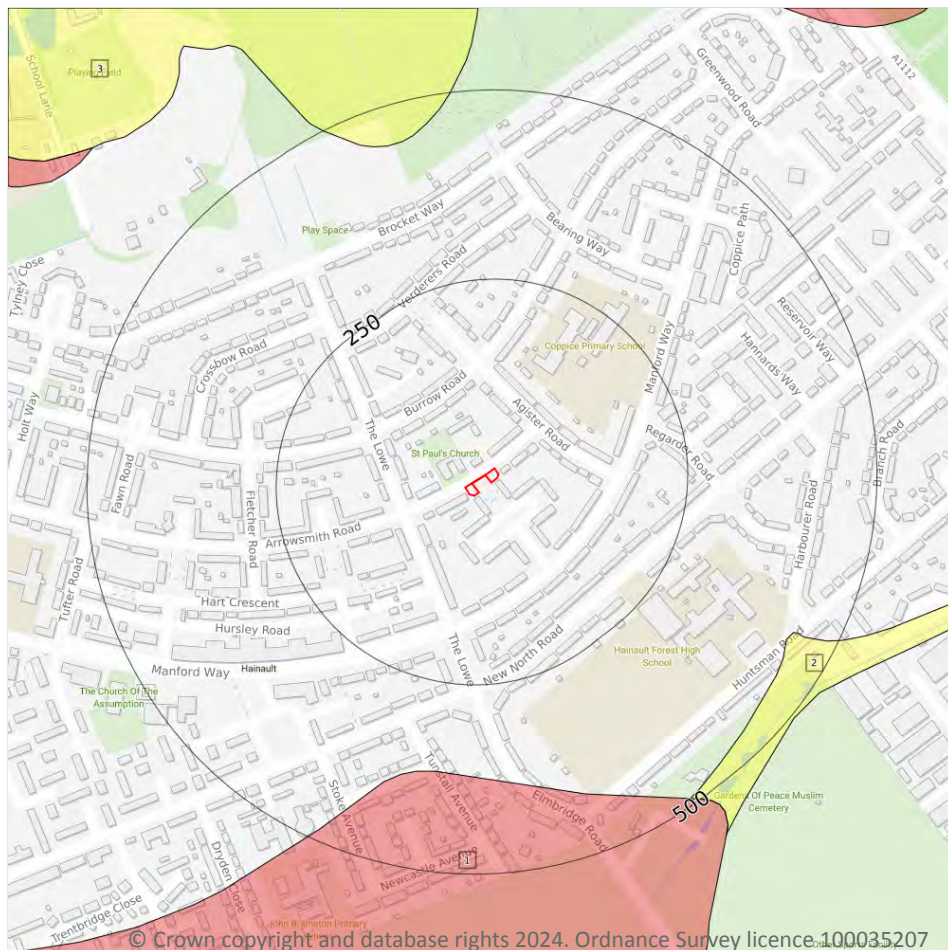 School Lane
3
Playing Field
A1112
Greenwood Road
Brocket Way
Play Space
Bearing Way
Coppice Path
Verderers Road
Tylney Close
250
Reservoir Way
Coppice Primary School
Hannards Way
Crossbow Road
Manford Way
Burrow Road
Agister Road
Holt Way
The Lowe
Regarder Road
Branch Road
St Paul's Church
Fawn Road
Fletcher Road
Harbourer Road
Arrowsmith Road
Tufter Road
Hart Crescent
Hursley Road
Hainault Forest High
School
The Lowe
New North Road
Huntsman Road
2
Manford Way
Hainault
The Church Of The
Assumption
Tunstall Avenue
Stoke Avenue
Elmbridge Road
500
Gardens Of Peace Muslim
Cemetery
Newcastle Avenue
1
Dryden Close
Trentbridge Close
John Bramston Primary
© Crown copyright and database rights 2024. Ordnance Survey licence 100035207